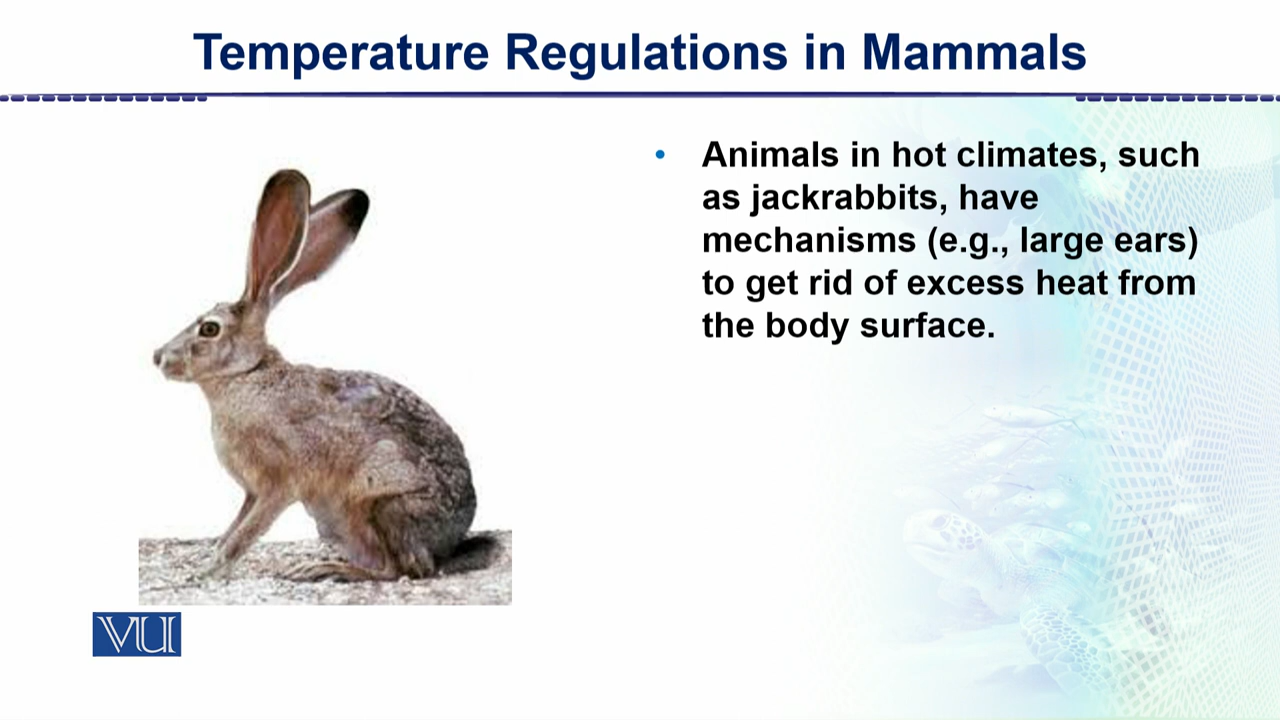 Temperature Regulations in Mammals
• Animals in hot climates, such
as jackrabbits, have
mechanisms (e.g., large ears)
to get rid of excess heat from
the body surface.
VU